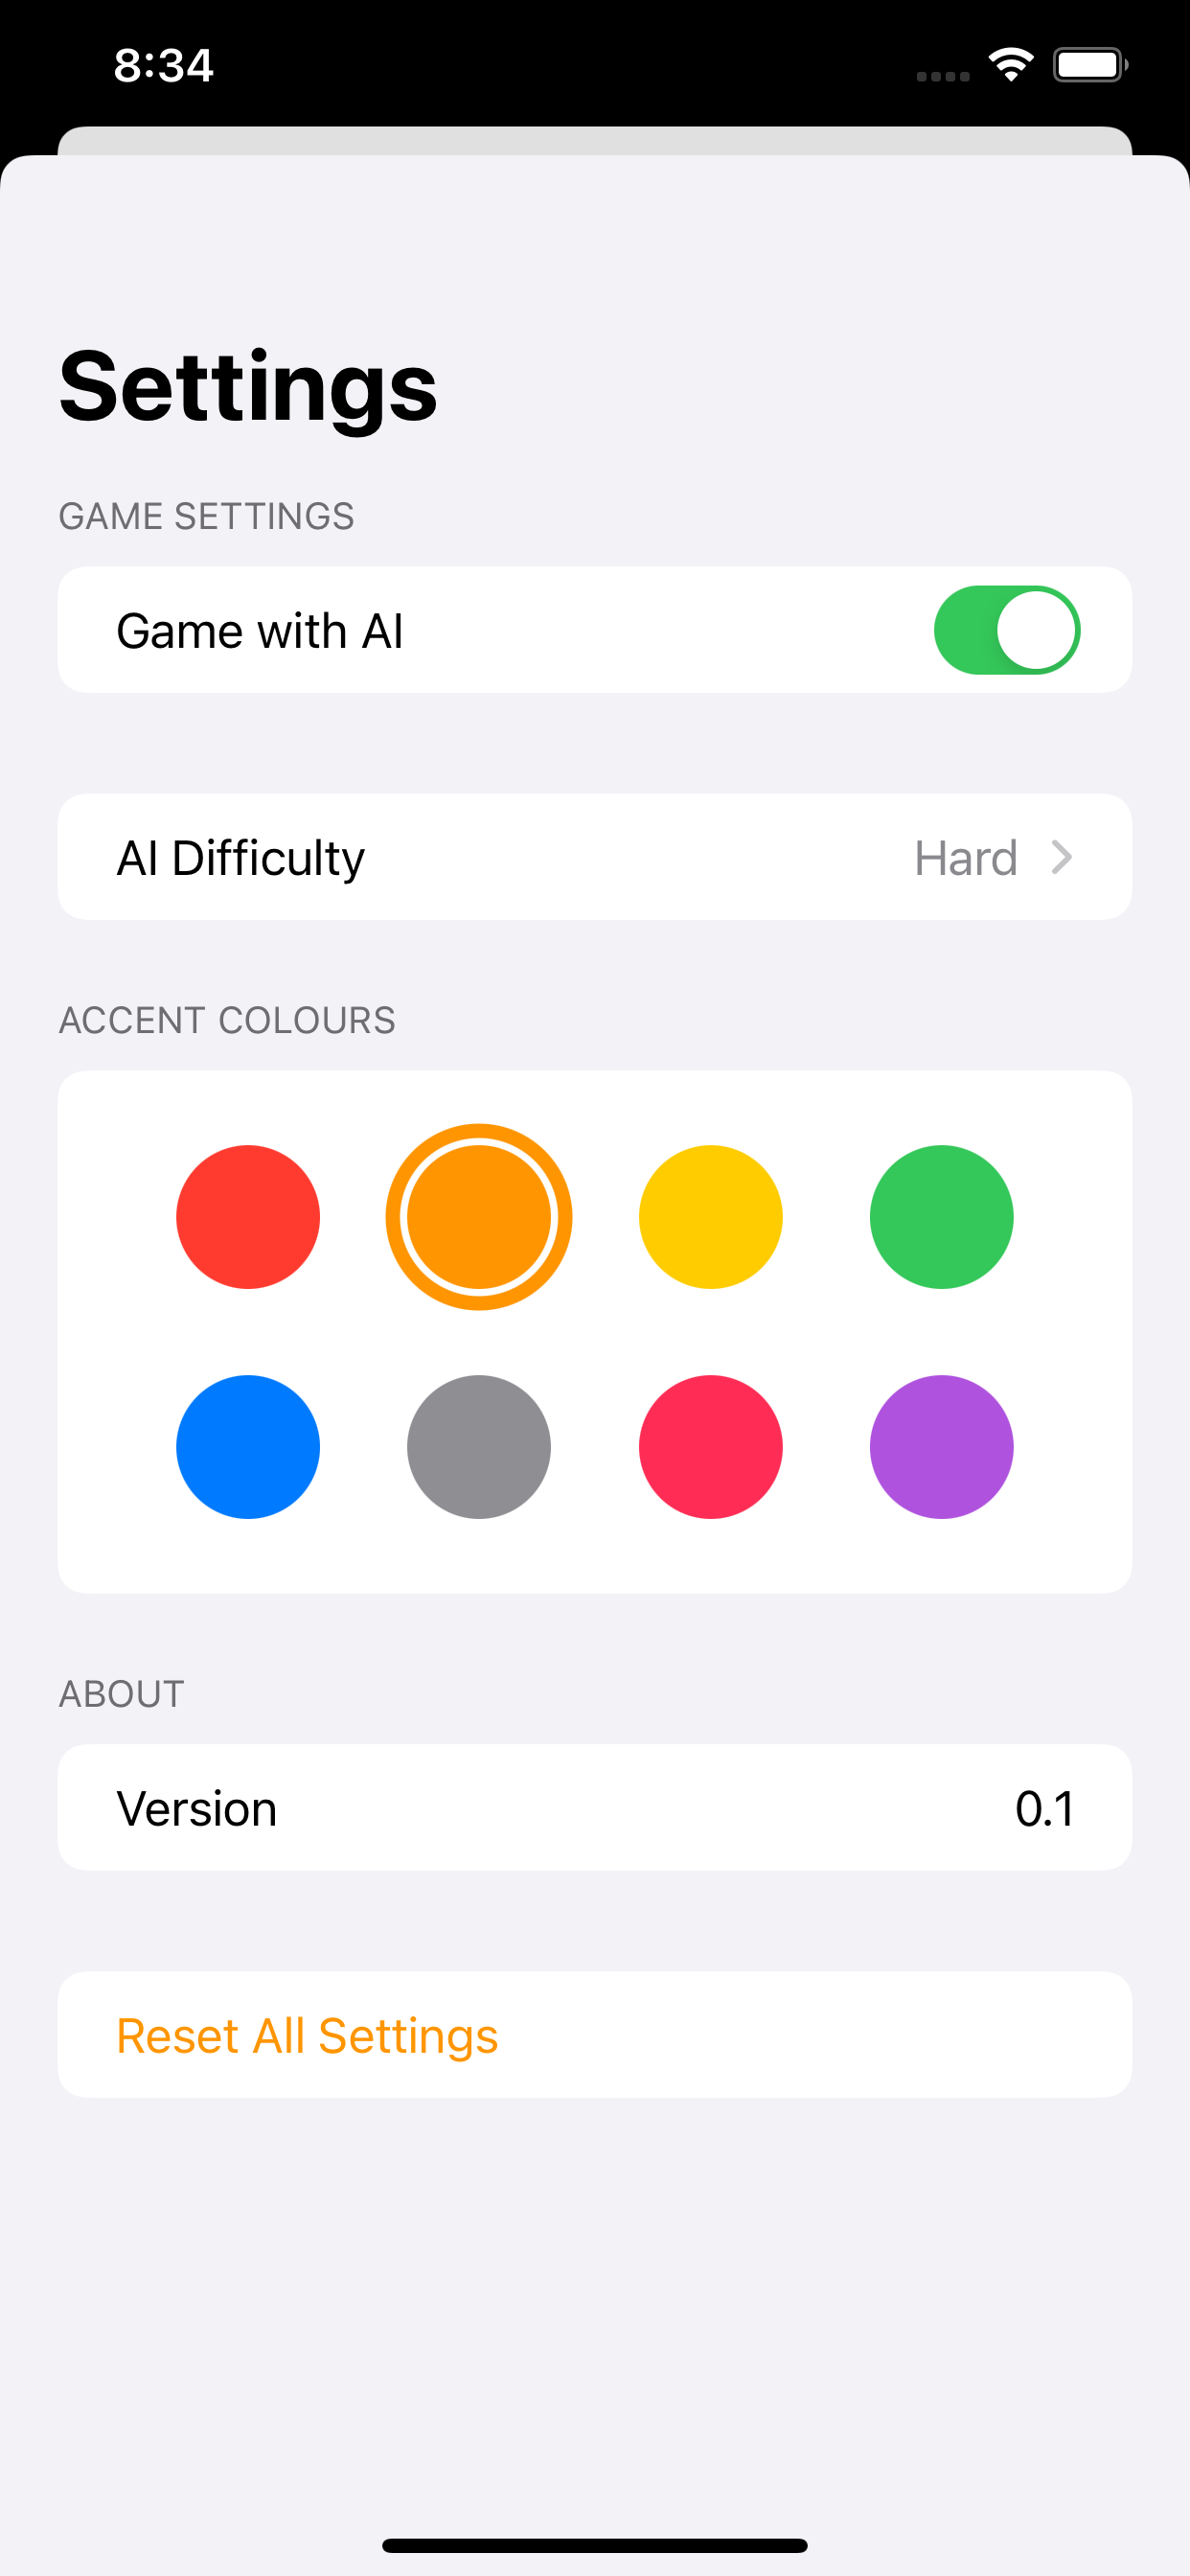 8:34
Settings
GAME SETTINGS
Game with AI
AI Difficulty Hard
ACCENT COLOURS
ABOUT
Version 0.1
Reset All Settings